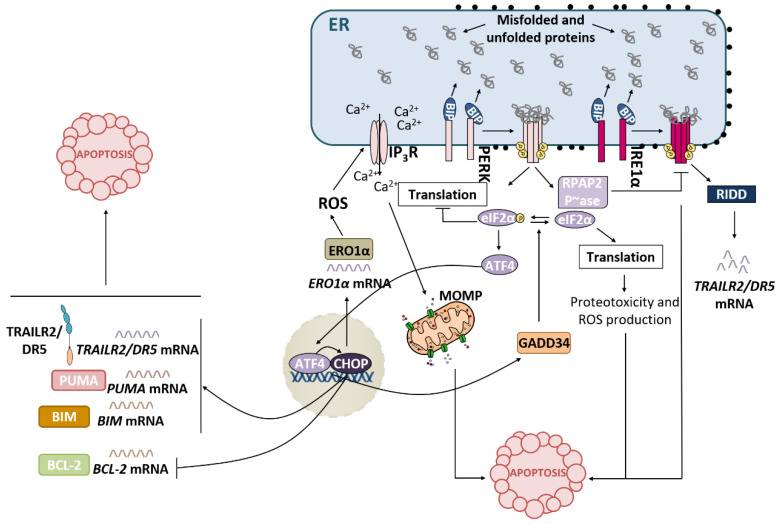 ER
Misfolded and
unfolded proteins
Ca2+
Ca2+
Ca2+
BIP
BIP
BIP
BIP
IP3R
PERK
IRE1α
P
P
P
P
P
P
P
P
Ca2+
Ca2+
APOPTOSIS
ROS
Translation
RPAP2
P~ase
RIDD
eIF2α
P
eIF2α
ERO1α
ERO1α mRNA
ATF4
Translation
TRAILR2/DR5
mRNA
MOMP
Proteotoxicity and
ROS production
TRAILR2/
DR5
TRAILR2/DR5 mRNA
GADD34
ATF4
CHOP
PUMA
PUMA mRNA
BIM
BIM mRNA
BCL-2
BCL-2 mRNA
APOPTOSIS